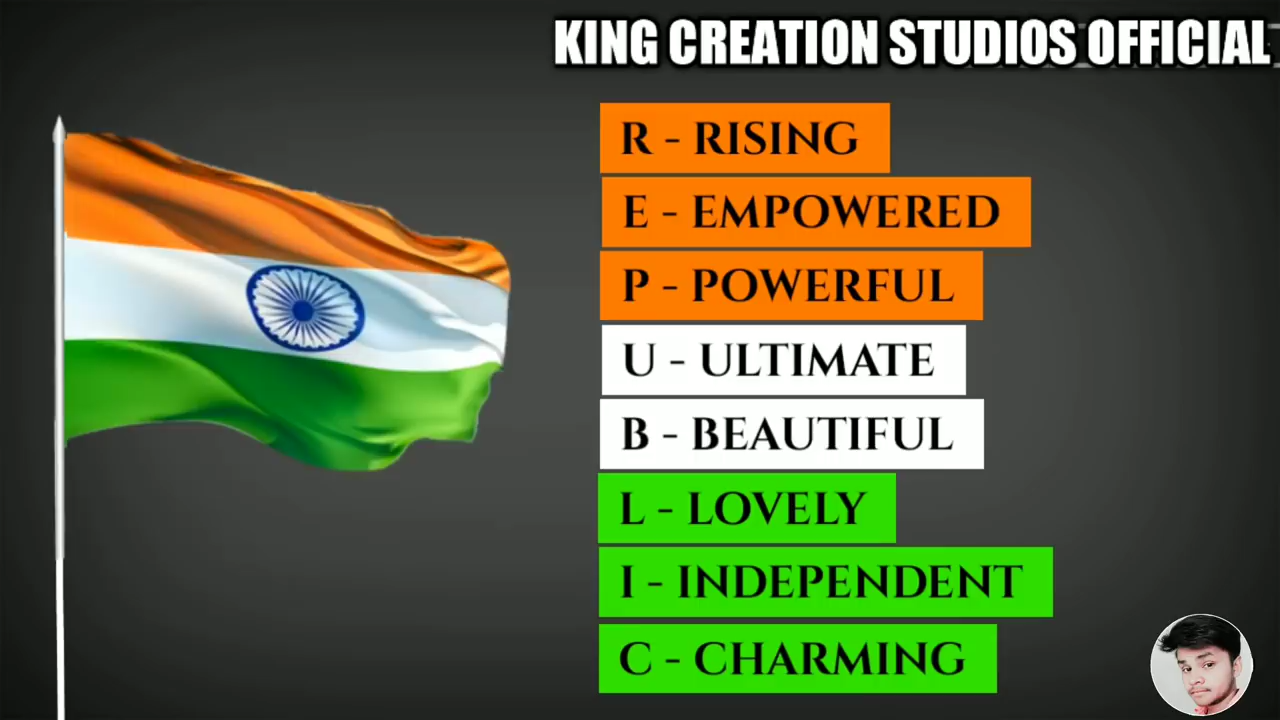 KING CREATION STUDIOS OFFICIAL
R - RISING
E - EMPOWERED
P - POWERFUL
U - ULTIMATE
B - BEAUTIFUL
L - LOVELY
I - INDEPENDENT
C - CHARMING